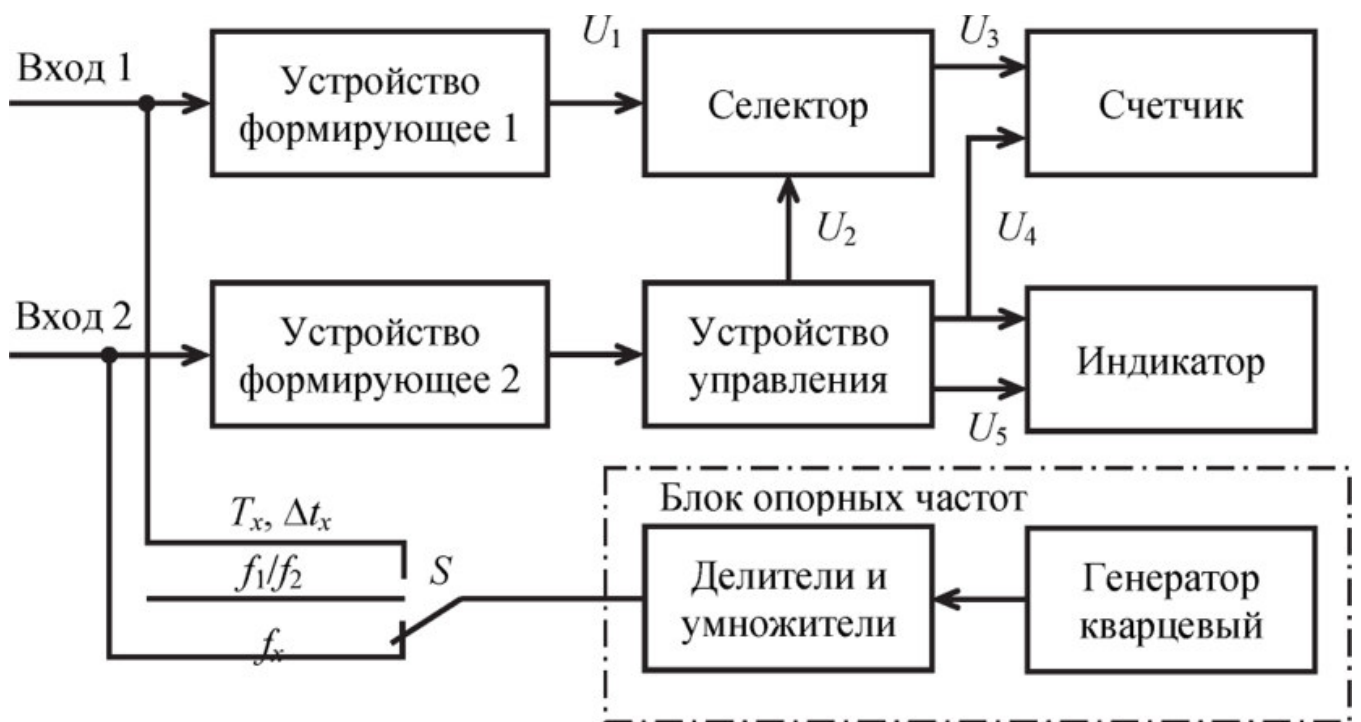 U₁
U₃
Вход 1
Устройство
формирующее 1
Селектор
Счетчик
U₂
U₄
Вход 2
Устройство
формирующее 2
Устройство
управления
Индикатор
U₅
Блок опорных частот
Tₓ, Δtₓ
f₁/f₂
S
fₓ
Делители и
умножители
Генератор
кварцевый